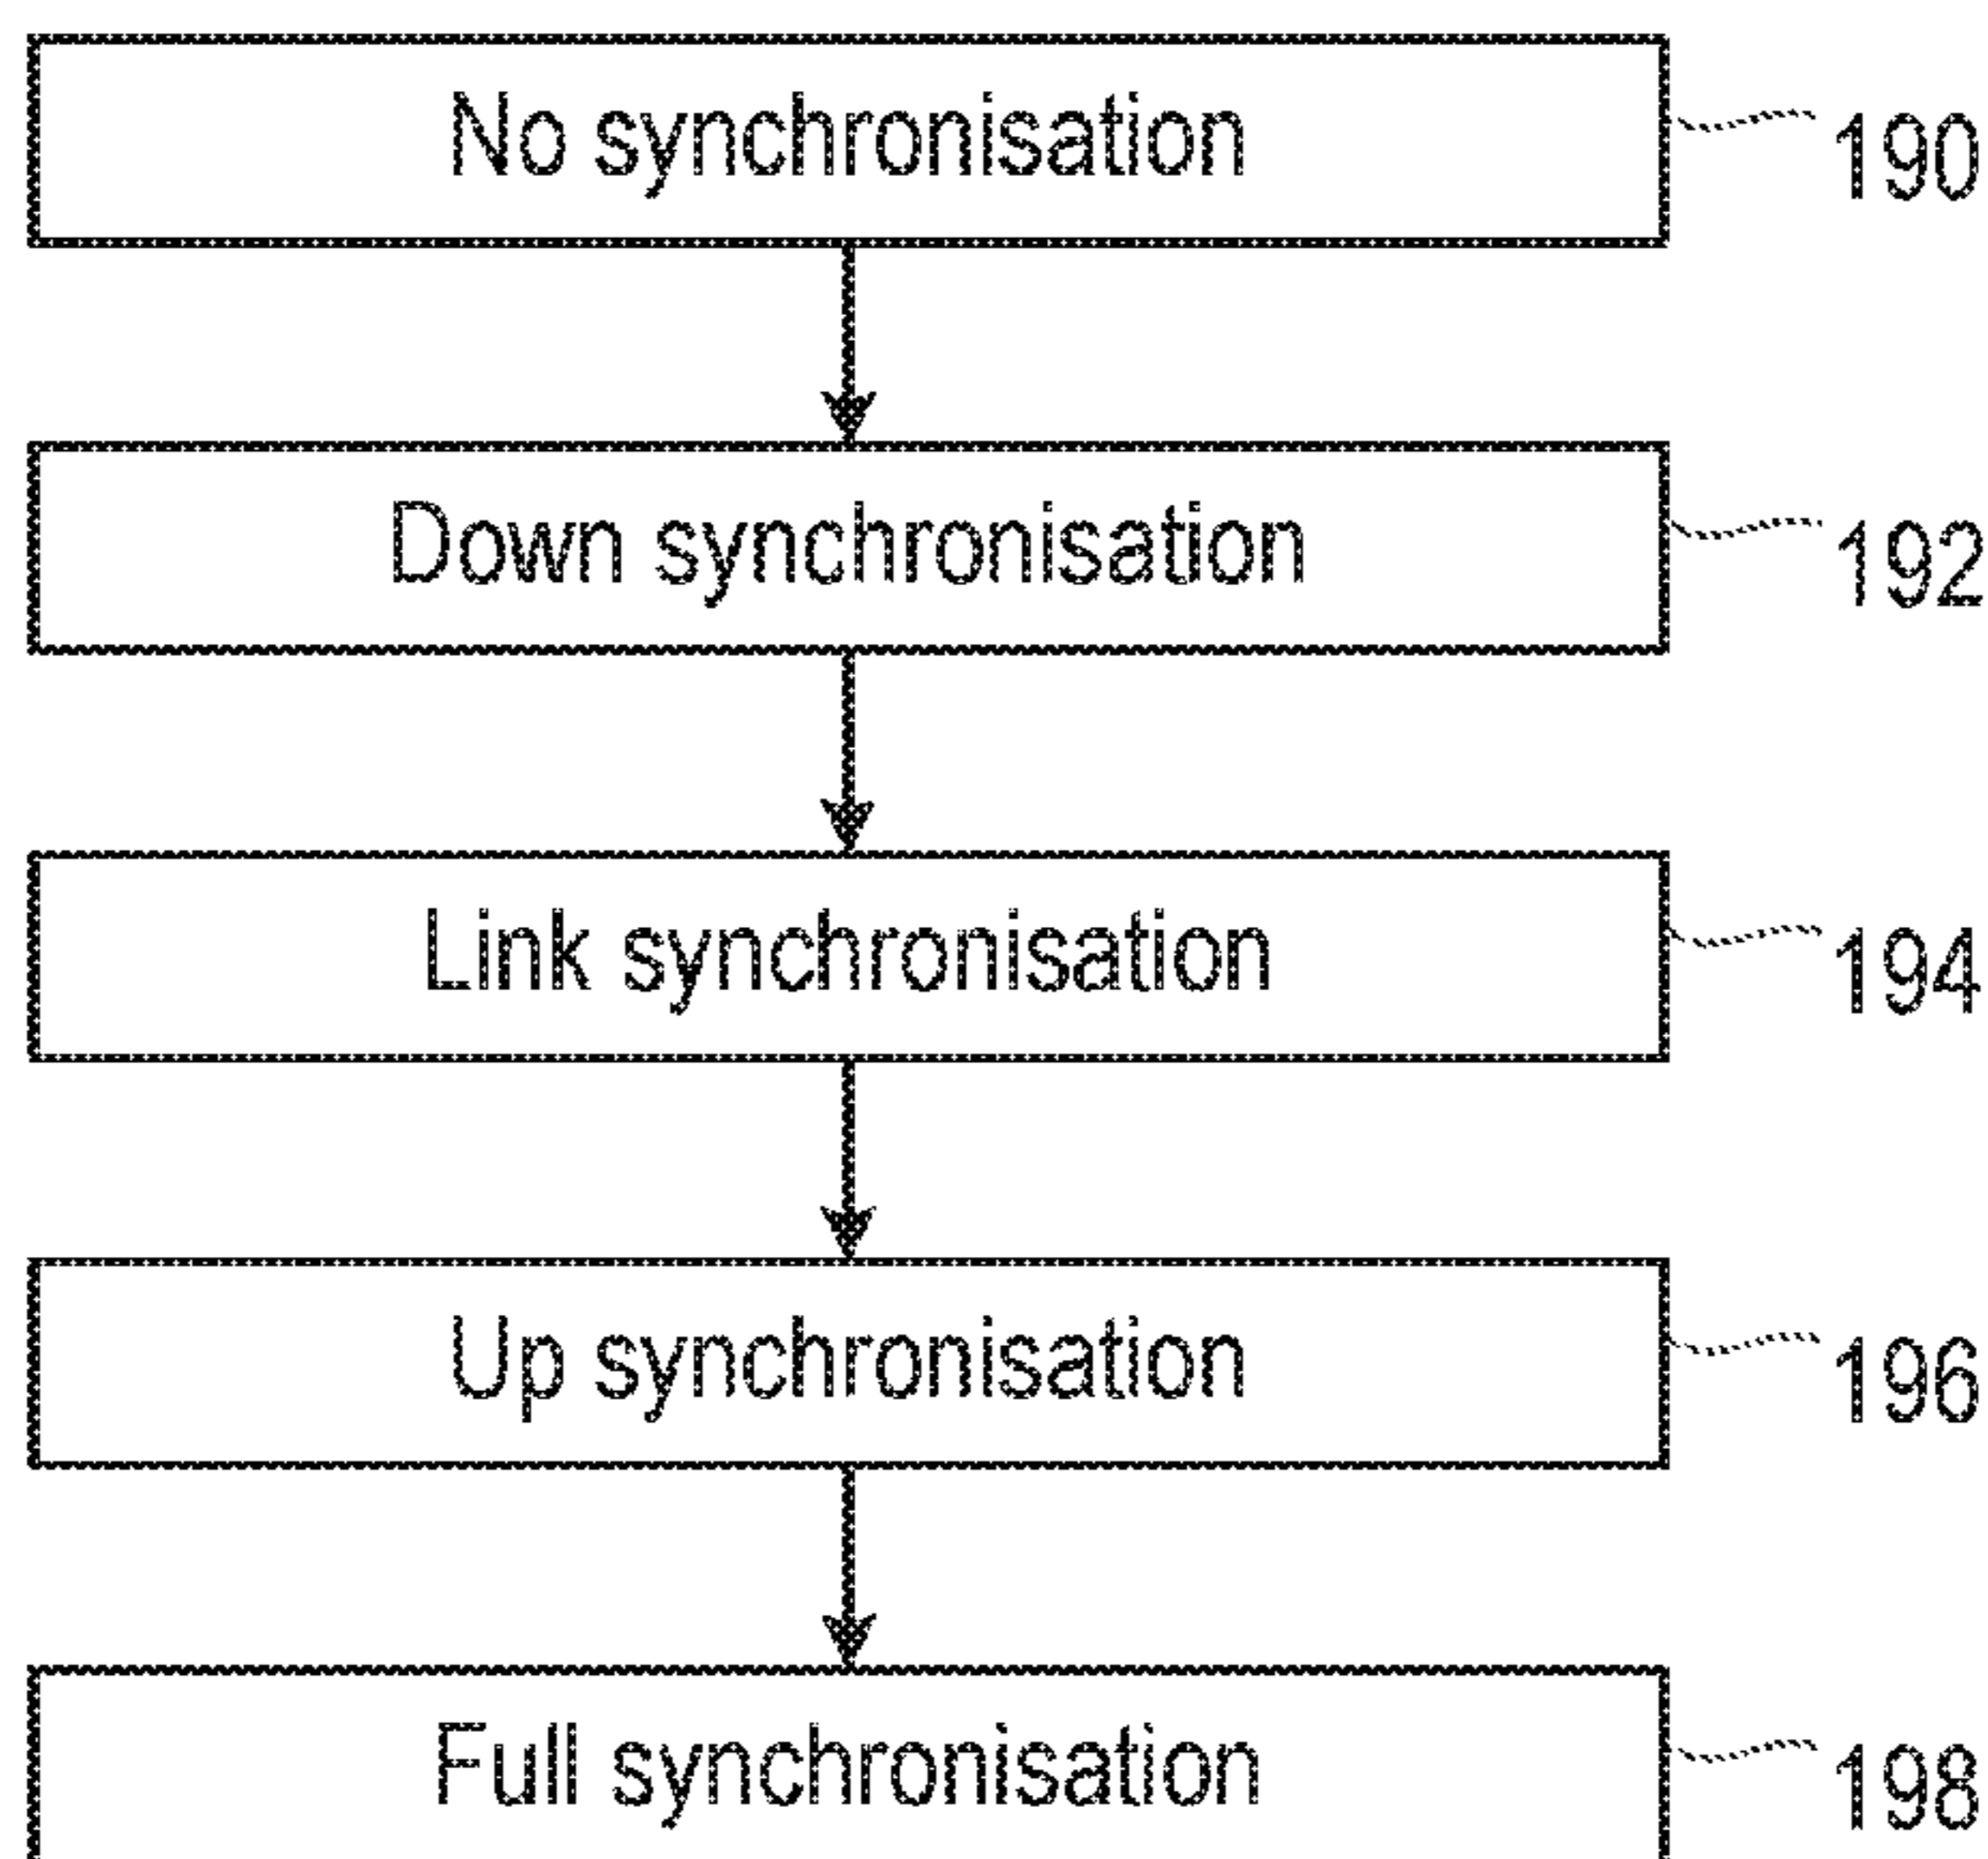 No synchronisation 190
Down synchronisation 192
Link synchronisation 194
Up synchronisation 196
Full synchronisation 198